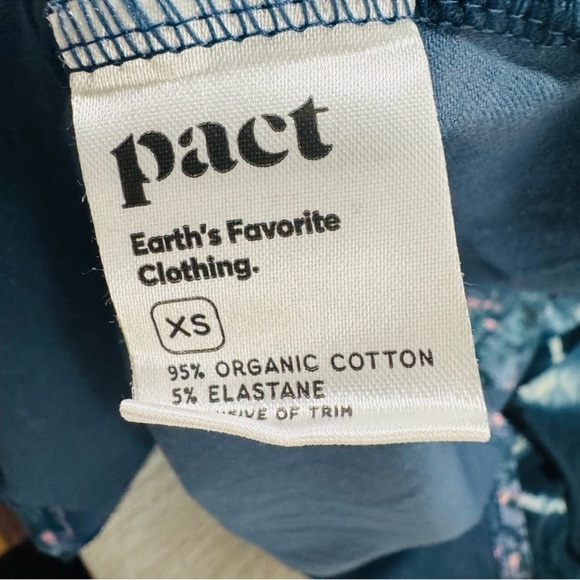 pact
Earth's Favorite
Clothing.
XS
95% ORGANIC COTTON
5% ELASTANE
OF TRIM